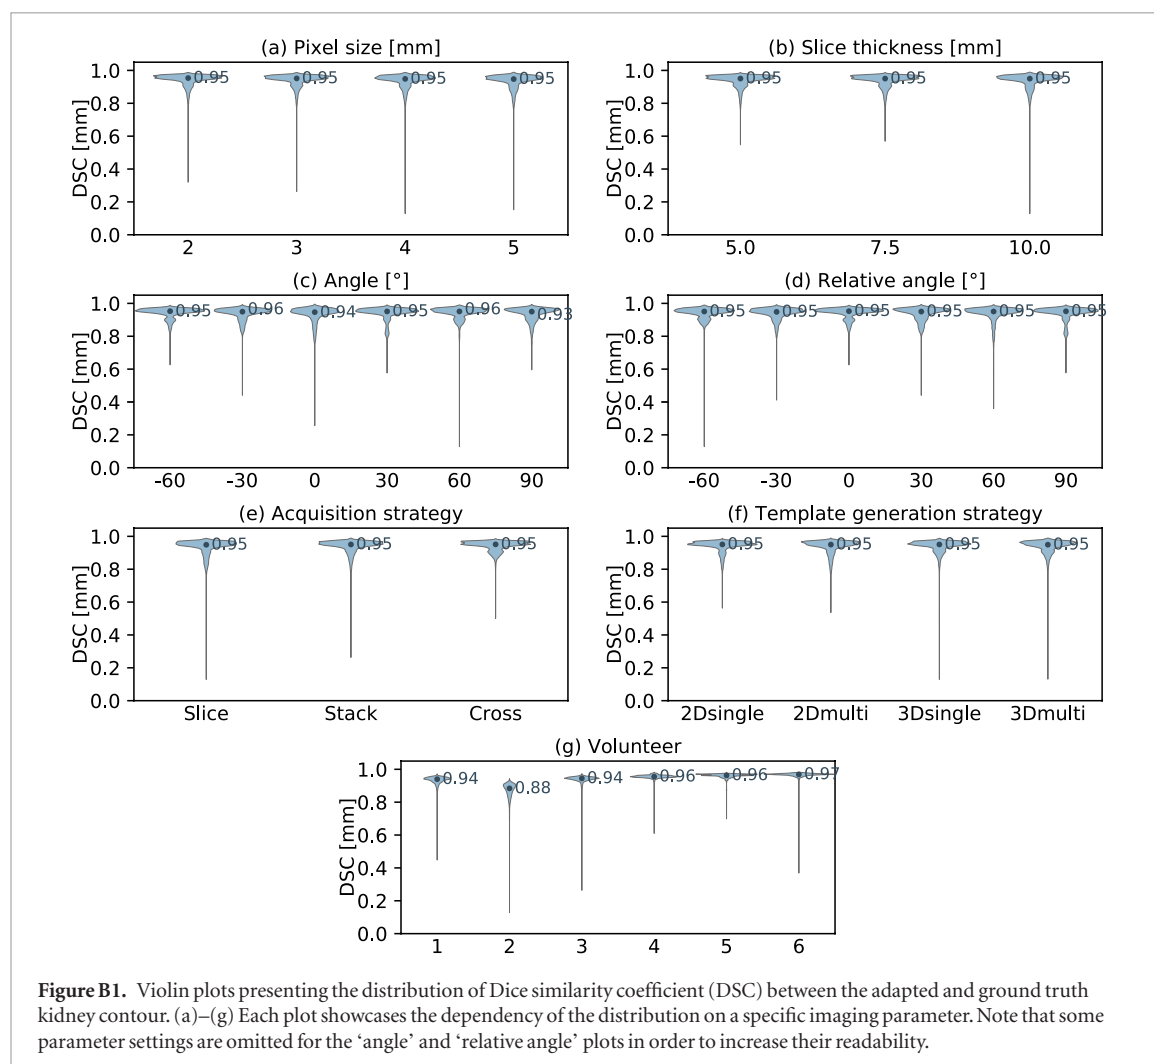 (a) Pixel size [mm]
(b) Slice thickness [mm]
1.0
0.8
0.6
0.4
0.2
0.0
DSC [mm]
0.95 0.95 0.95 0.95
2 3 4 5
1.0
0.8
0.6
0.4
0.2
0.0
DSC [mm]
0.95 0.95 0.95
5.0 7.5 10.0
(c) Angle [°]
(d) Relative angle [°]
1.0
0.8
0.6
0.4
0.2
0.0
DSC [mm]
0.95 0.96 0.94 0.95 0.96 0.93
-60 -30 0 30 60 90
1.0
0.8
0.6
0.4
0.2
0.0
DSC [mm]
0.95 0.95 0.95 0.95 0.95 0.95
-60 -30 0 30 60 90
(e) Acquisition strategy
(f) Template generation strategy
1.0
0.8
0.6
0.4
0.2
0.0
DSC [mm]
0.95 0.95 0.95
Slice Stack Cross
1.0
0.8
0.6
0.4
0.2
0.0
DSC [mm]
0.95 0.95 0.95 0.95
2Dsingle 2Dmulti 3Dsingle 3Dmulti
(g) Volunteer
1.0
0.8
0.6
0.4
0.2
0.0
DSC [mm]
0.94 0.88 0.94 0.96 0.96 0.97
1 2 3 4 5 6
Figure B1. Violin plots presenting the distribution of Dice similarity coefficient (DSC) between the adapted and ground truth
kidney contour. (a)–(g) Each plot showcases the dependency of the distribution on a specific imaging parameter. Note that some
parameter settings are omitted for the ‘angle’ and ‘relative angle’ plots in order to increase their readability.